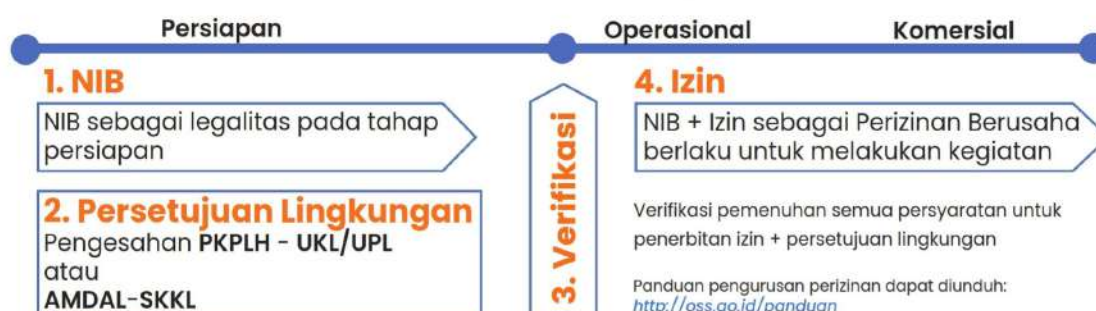 Persiapan
Operasional
Komersial
1. NIB
NIB sebagai legalitas pada tahap
persiapan
2. Persetujuan Lingkungan
Pengesahan PKPLH - UKL/UPL
atau
AMDAL-SKKL
3. Verifikasi
4. Izin
NIB + Izin sebagai Perizinan Berusaha
berlaku untuk melakukan kegiatan
Verifikasi pemenuhan semua persyaratan untuk
penerbitan izin + persetujuan lingkungan
Panduan pengurusan perizinan dapat diunduh:
http://oss.go.id/panduan